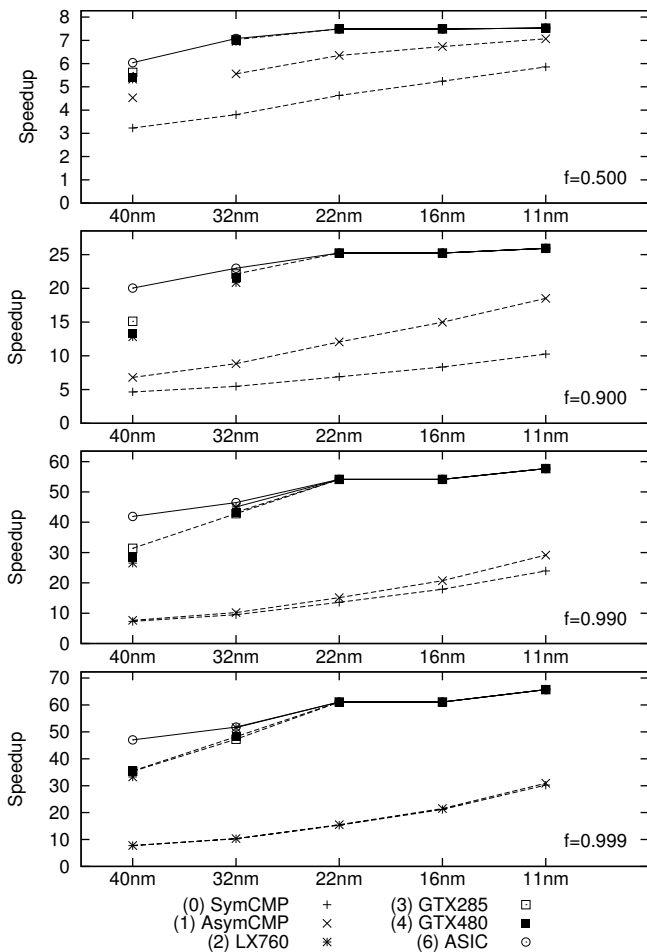 8
7
6
5
4
3
2
1
0
Speedup
f=0.500
40nm 32nm 22nm 16nm 11nm
25
20
15
10
5
0
Speedup
f=0.900
40nm 32nm 22nm 16nm 11nm
60
50
40
30
20
10
0
Speedup
f=0.990
40nm 32nm 22nm 16nm 11nm
70
60
50
40
30
20
10
0
Speedup
f=0.999
40nm 32nm 22nm 16nm 11nm
(0) SymCMP (3) GTX285
(1) AsymCMP (4) GTX480
(2) LX760 (6) ASIC